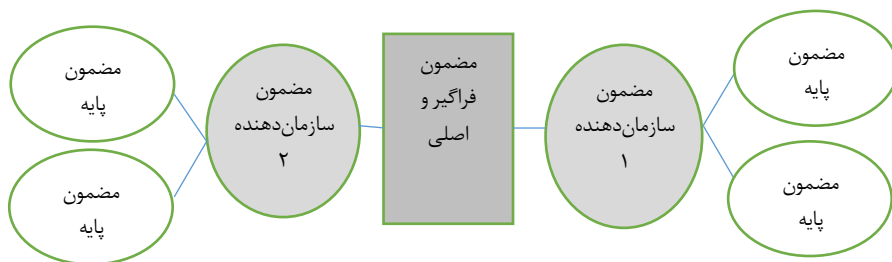 مضمون
پایه
مضمون
پایه
مضمون
سازمان‌دهنده
۱
مضمون
فراگیر و
اصلی
مضمون
سازمان‌دهنده
۲
مضمون
پایه
مضمون
پایه